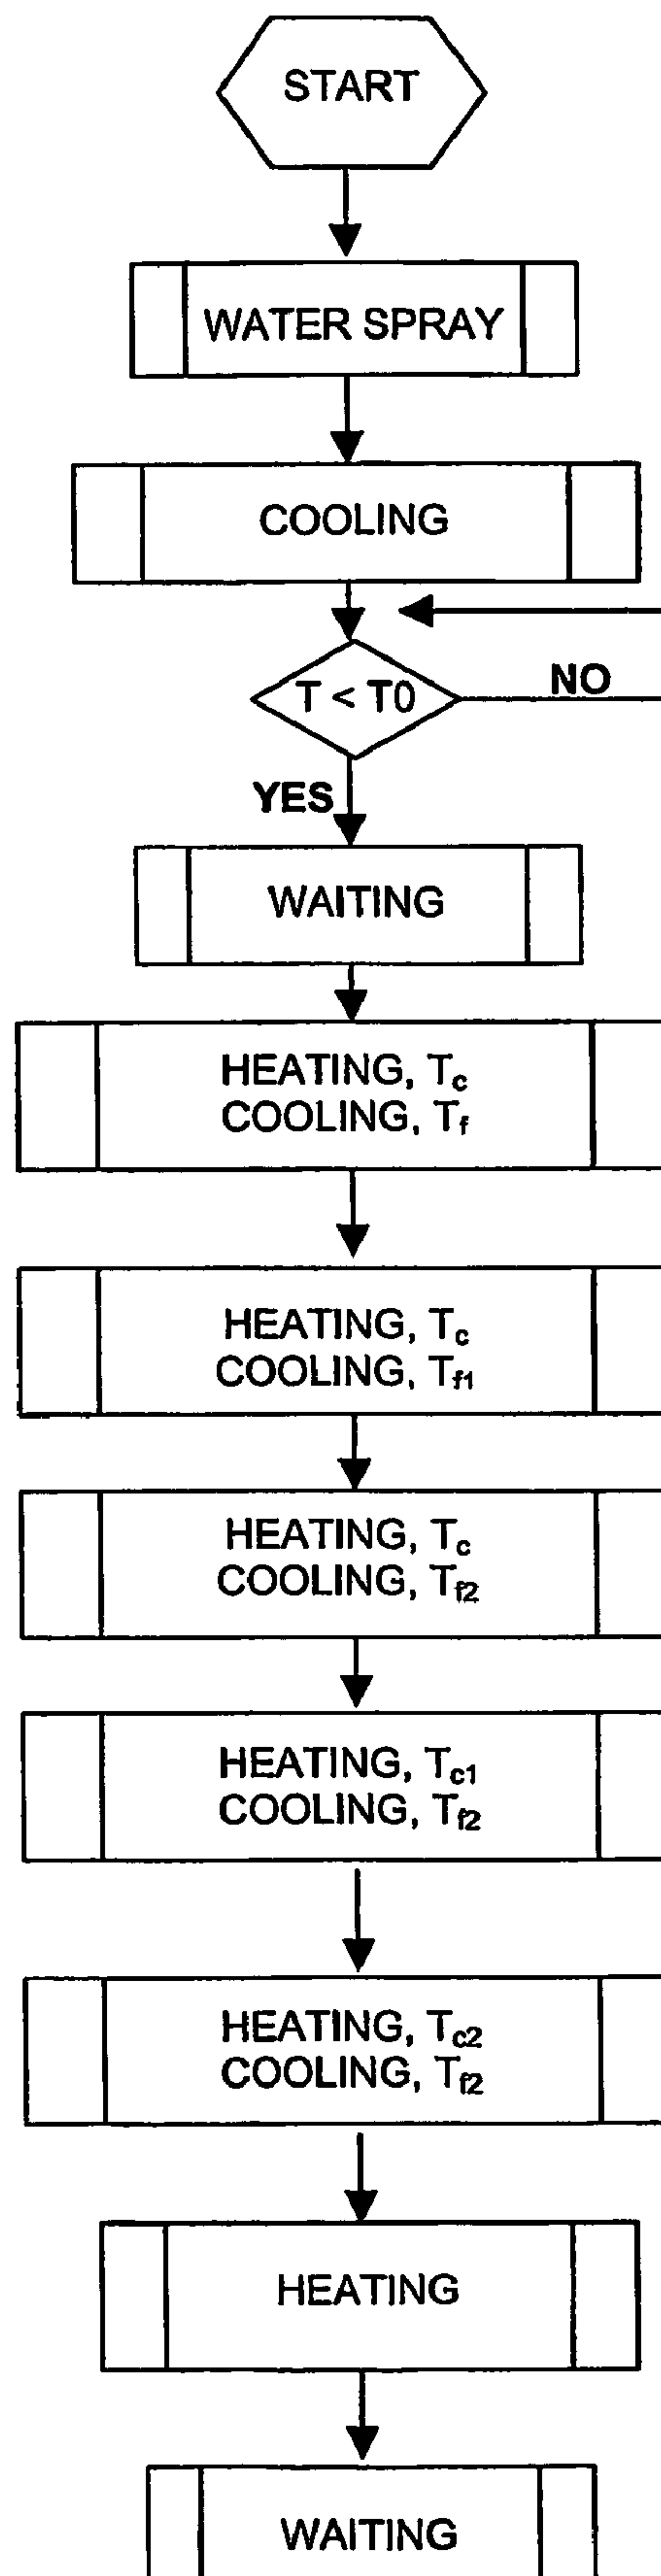 START
WATER SPRAY
COOLING
T < T0
NO
YES
WAITING
HEATING, Tc
COOLING, Tf
HEATING, Tc
COOLING, Tf1
HEATING, Tc
COOLING, Tf2
HEATING, Tc1
COOLING, Tf2
HEATING, Tc2
COOLING, Tf2
HEATING
WAITING